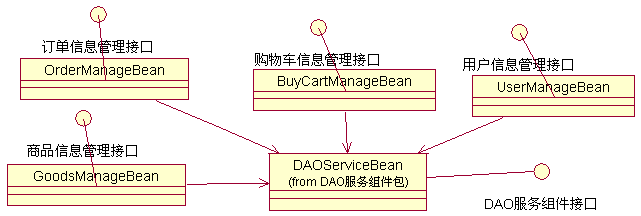 订单信息管理接口
OrderManageBean
购物车信息管理接口
BuyCartManageBean
用户信息管理接口
UserManageBean
商品信息管理接口
GoodsManageBean
DAOServiceBean
(from DAO服务组件包)
DAO服务组件接口